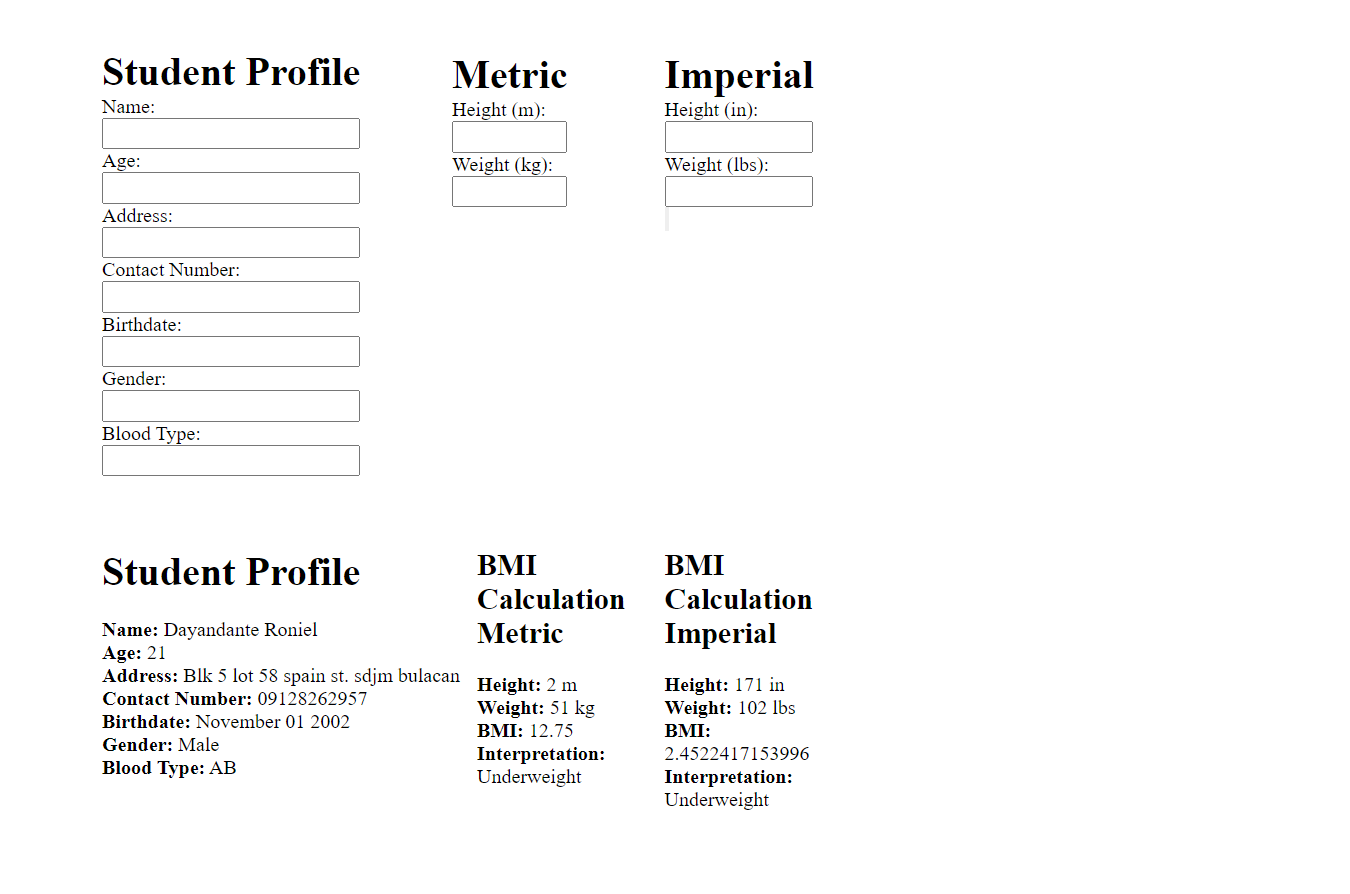 Student Profile
Name:
Age:
Address:
Contact Number:
Birthdate:
Gender:
Blood Type:
Metric
Height (m):
Weight (kg):
Imperial
Height (in):
Weight (lbs):
Student Profile
Name: Dayandante Roniel
Age: 21
Address: Blk 5 lot 58 spain st. sdjm bulacan
Contact Number: 09128262957
Birthdate: November 01 2002
Gender: Male
Blood Type: AB
BMI
Calculation
Metric
Height: 2 m
Weight: 51 kg
BMI: 12.75
Interpretation:
Underweight
BMI
Calculation
Imperial
Height: 171 in
Weight: 102 lbs
BMI:
2.4522417153996
Interpretation:
Underweight